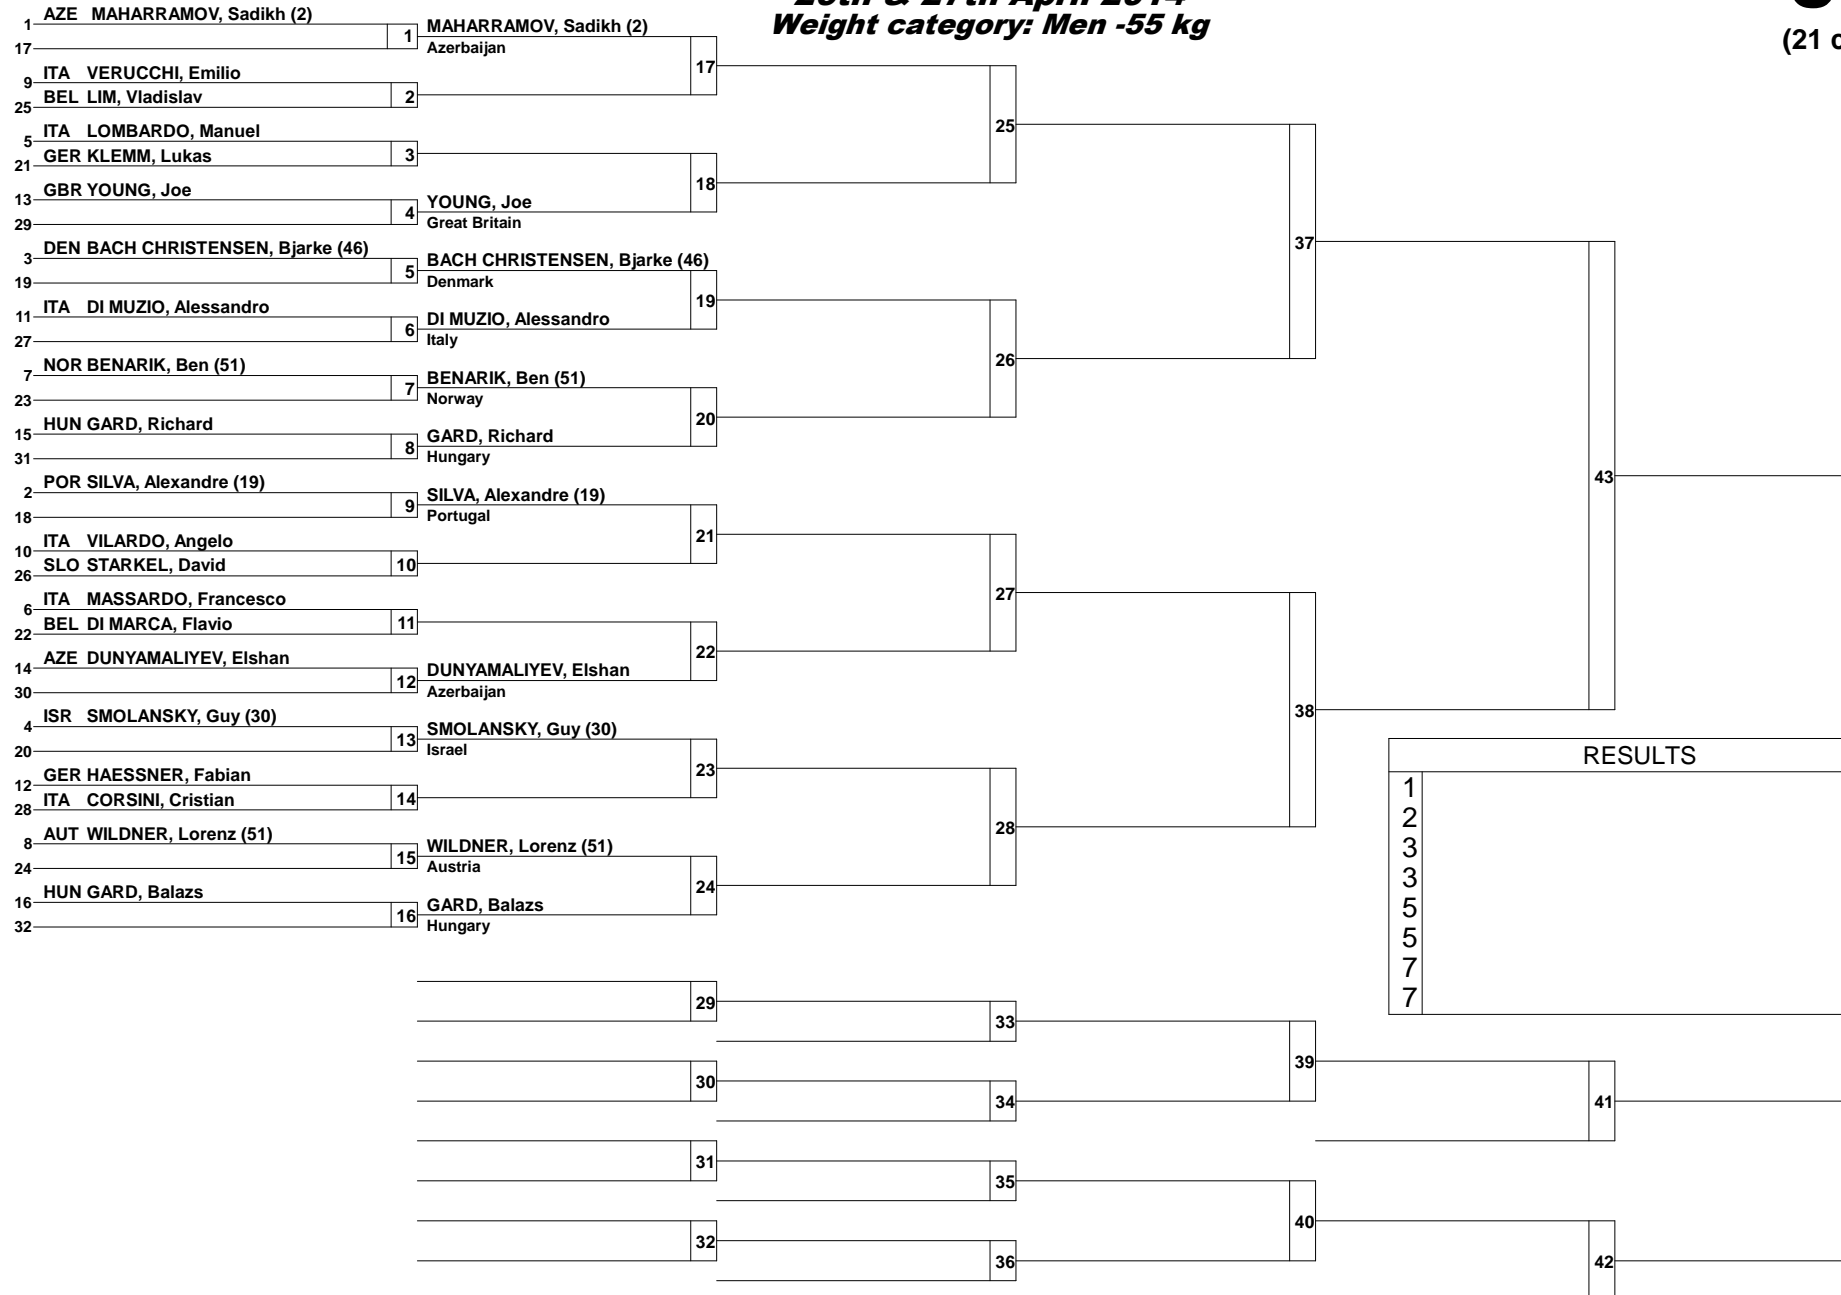 26th & 27th April 2014
Weight category: Men -55 kg
(21 c
1 AZE MAHARRAMOV, Sadikh (2)
17
1 MAHARRAMOV, Sadikh (2)
Azerbaijan
9 ITA VERUCCHI, Emilio
25 BEL LIM, Vladislav
2
17
5 ITA LOMBARDO, Manuel
21 GER KLEMM, Lukas
3
13 GBR YOUNG, Joe
29
4 YOUNG, Joe
Great Britain
18
25
3 DEN BACH CHRISTENSEN, Bjarke (46)
19
5 BACH CHRISTENSEN, Bjarke (46)
Denmark
11 ITA DI MUZIO, Alessandro
27
6 DI MUZIO, Alessandro
Italy
19
7 NOR BENARIK, Ben (51)
23
7 BENARIK, Ben (51)
Norway
15 HUN GARD, Richard
31
8 GARD, Richard
Hungary
20
26
37
2 POR SILVA, Alexandre (19)
18
9 SILVA, Alexandre (19)
Portugal
10 ITA VILARDO, Angelo
26 SLO STARKEL, David
10
21
6 ITA MASSARDO, Francesco
22 BEL DI MARCA, Flavio
11
14 AZE DUNYAMALIYEV, Elshan
30
12 DUNYAMALIYEV, Elshan
Azerbaijan
22
27
4 ISR SMOLANSKY, Guy (30)
20
13 SMOLANSKY, Guy (30)
Israel
12 GER HAESSNER, Fabian
28 ITA CORSINI, Cristian
14
23
8 AUT WILDNER, Lorenz (51)
24
15 WILDNER, Lorenz (51)
Austria
16 HUN GARD, Balazs
32
16 GARD, Balazs
Hungary
24
28
38
43
RESULTS
1
2
3
3
5
5
7
7
29
33
30
34
39
41
31
35
32
36
40
42